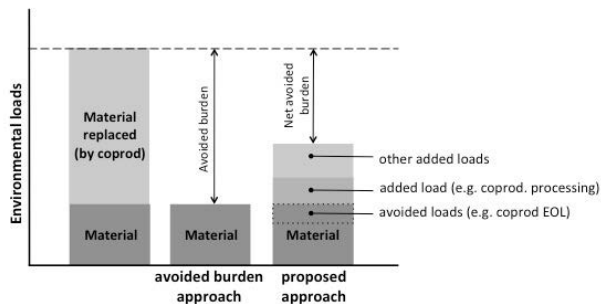 Environmental loads
Material
replaced
(by coprod)
Material
Avoided burden
Material
avoided burden
approach
Net avoided
burden
Material
proposed
approach
other added loads
added load (e.g. coprod. processing)
avoided loads (e.g. coprod EOL)